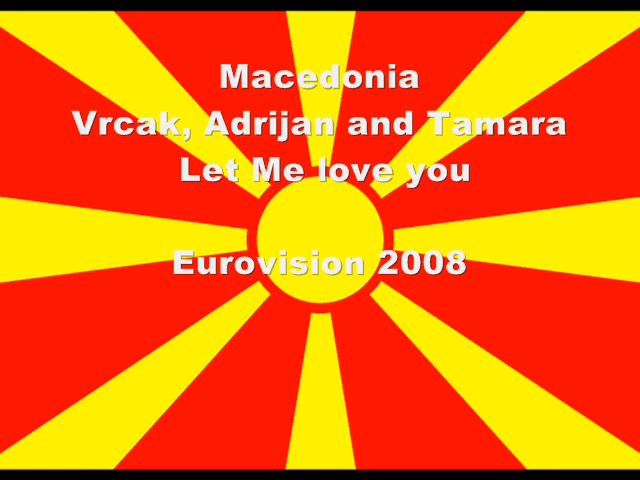 Macedonia
Vrcak, Adrijan and Tamara
Let Me love you
Eurovision 2008